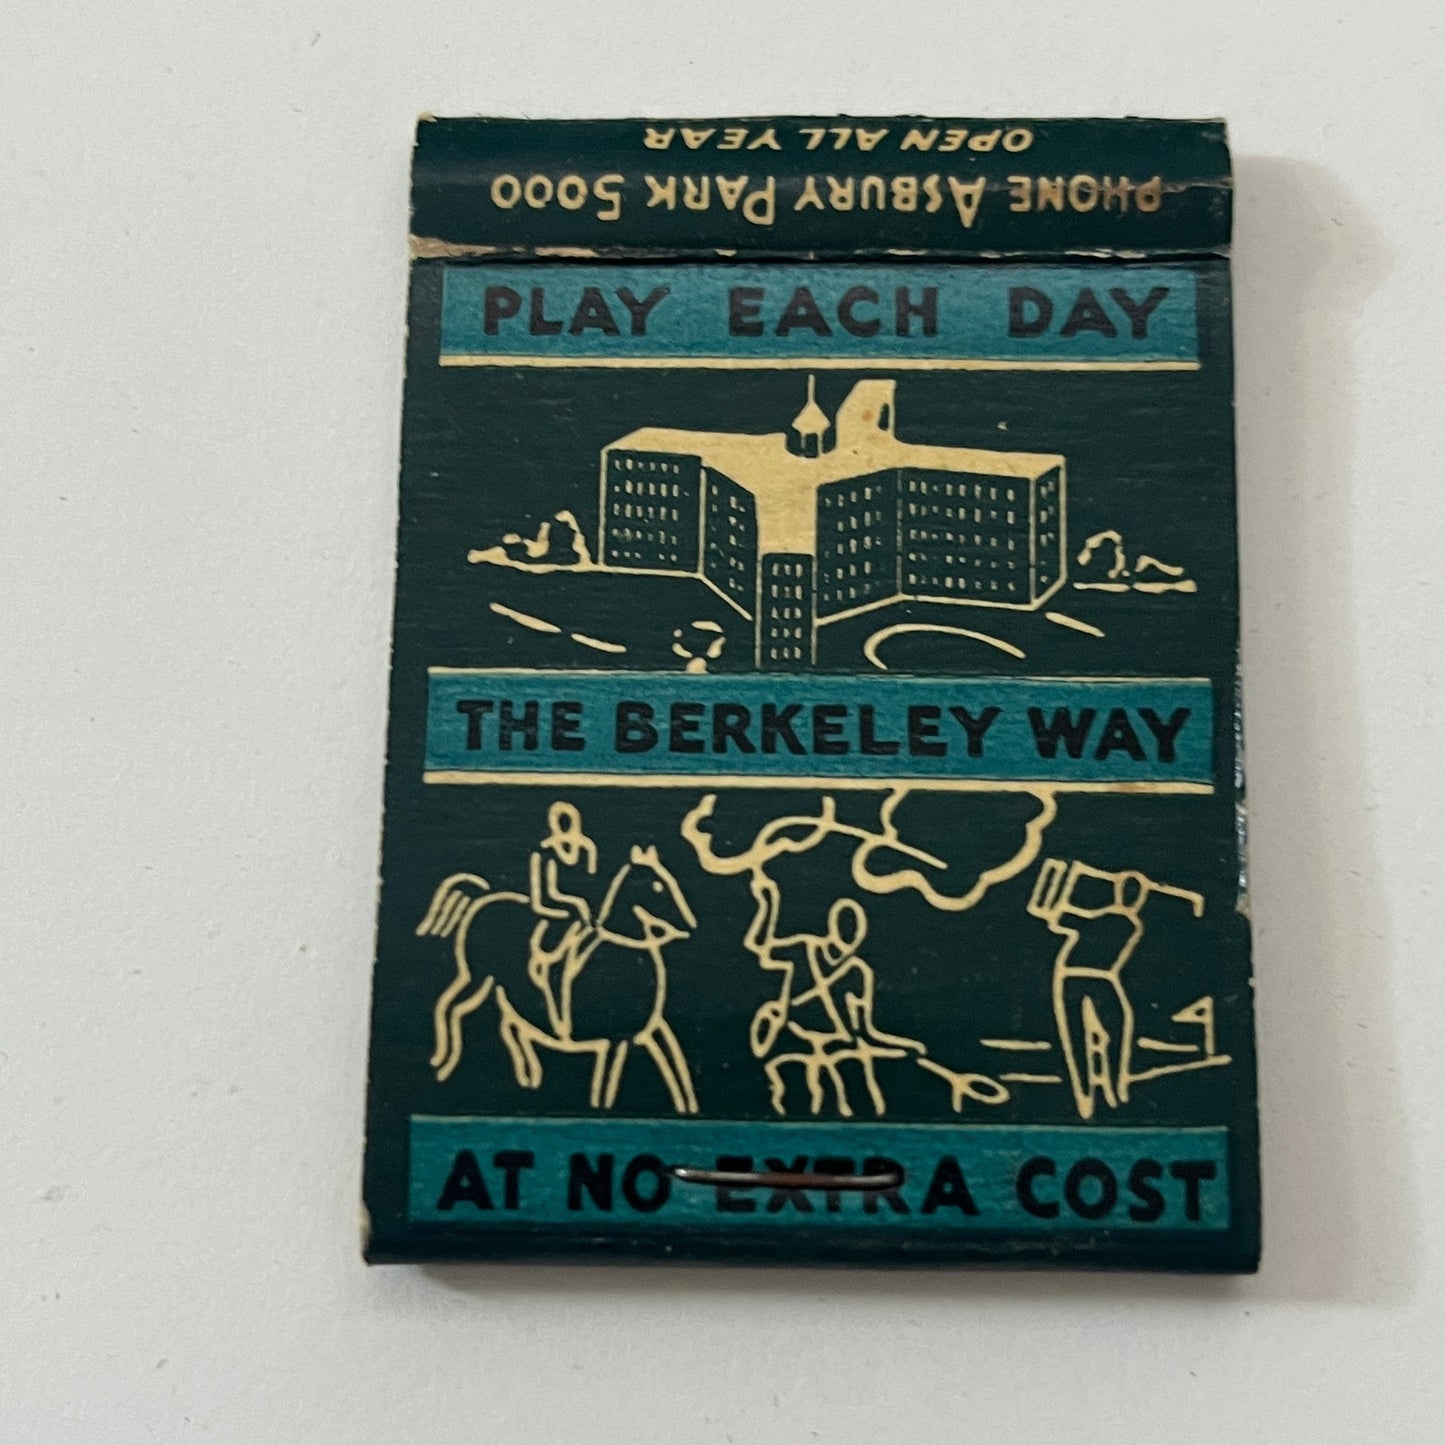 OPEN ALL YEAR
PHONE ASBURY PARK 5000
PLAY EACH DAY
THE BERKELEY WAY
AT NO EXTRA COST